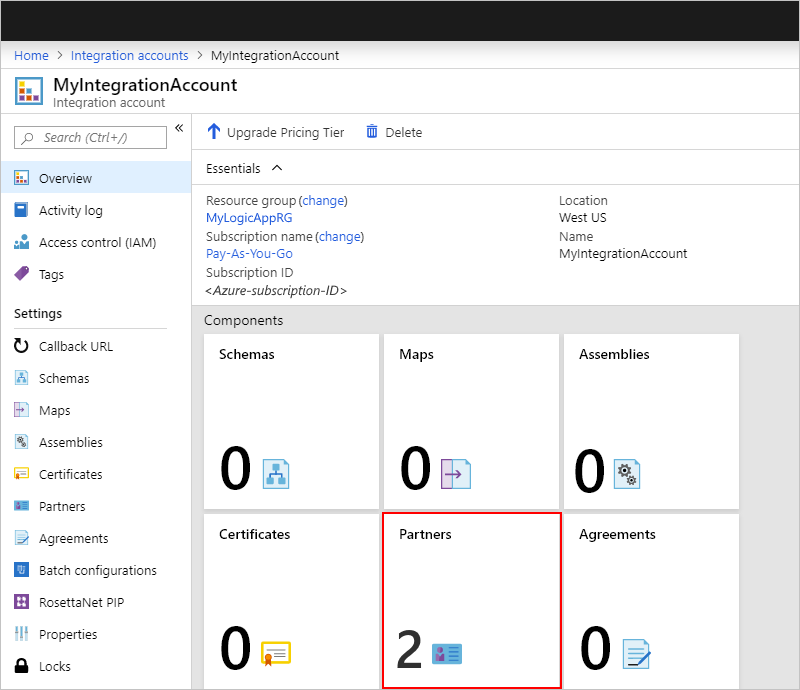 Home > Integration accounts > MyIntegrationAccount
MyIntegrationAccount
Integration account
Search (Ctrl+/)
«
Overview
Activity log
Access control (IAM)
Tags
Settings
Callback URL
Schemas
Maps
Assemblies
Certificates
Partners
Agreements
Batch configurations
RosettaNet PIP
Properties
Locks
Upgrade Pricing Tier Delete
Essentials
Resource group (change)
MyLogicAppRG
Subscription name (change)
Pay-As-You-Go
Subscription ID
<Azure-subscription-ID>
Location
West US
Name
MyIntegrationAccount
Components
Schemas
0
Maps
0
Assemblies
0
Certificates
0
Partners
2
Agreements
0